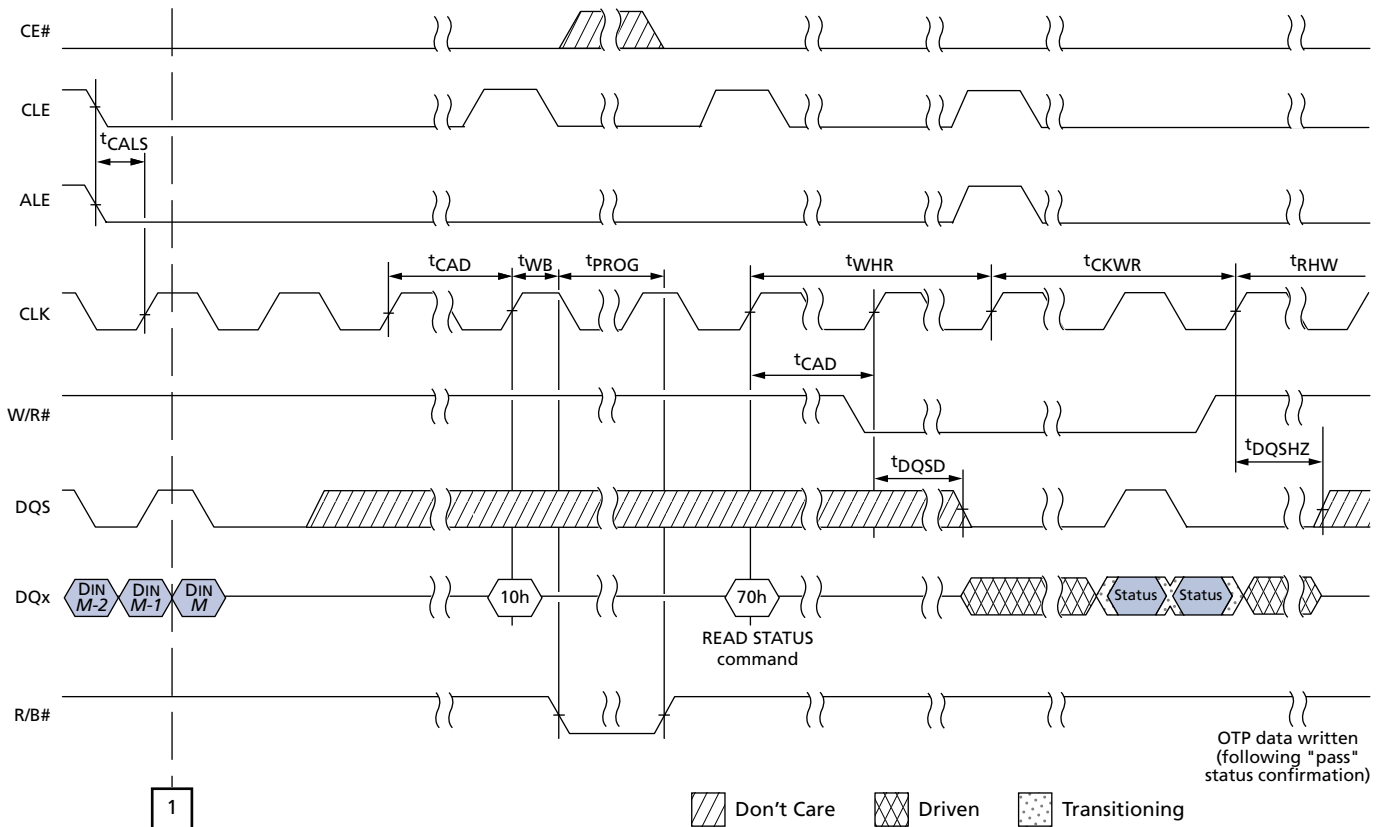 CE#
CLE
tCALS
ALE
tCAD
tWB
tPROG
tWHR
tCKWR
tRHW
CLK
tCAD
W/R#
tDQSD
tDQSHZ
DQS
DQx
DIN
M-2
DIN
M-1
DIN
M
10h
70h
Status
Status
READ STATUS
command
R/B#
OTP data written
(following "pass"
status confirmation)
1
Don't Care
Driven
Transitioning